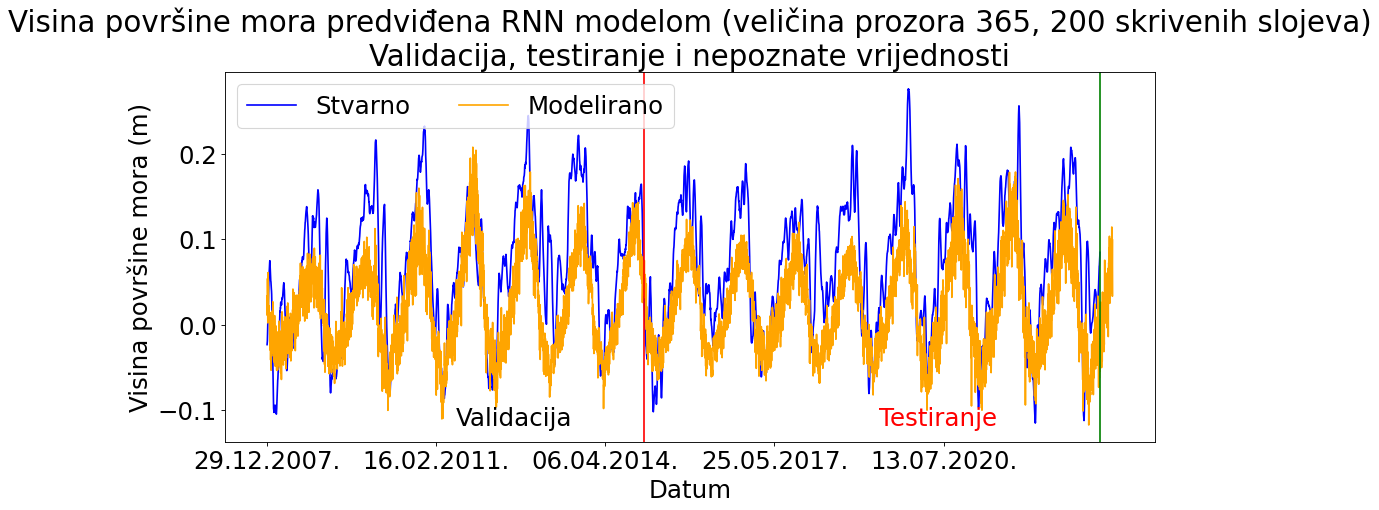 Visina površine mora predviđena RNN modelom (veličina prozora 365, 200 skrivenih slojeva)
Validacija, testiranje i nepoznate vrijednosti
Stvarno Modelirano
Visina površine mora (m)
0.2
0.1
0.0
−0.1
Validacija Testiranje
29.12.2007. 16.02.2011. 06.04.2014. 25.05.2017. 13.07.2020.
Datum